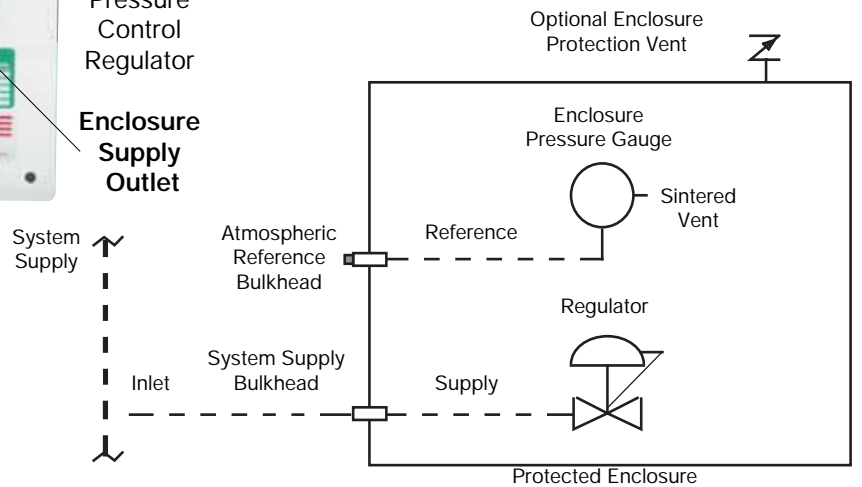 Pressure
Control
Regulator
Enclosure
Supply
Outlet
Optional Enclosure
Protection Vent
Enclosure
Pressure Gauge
Sintered
Vent
System
Supply
Atmospheric
Reference
Bulkhead
Reference
Regulator
System Supply
Bulkhead
Inlet
Supply
Protected Enclosure